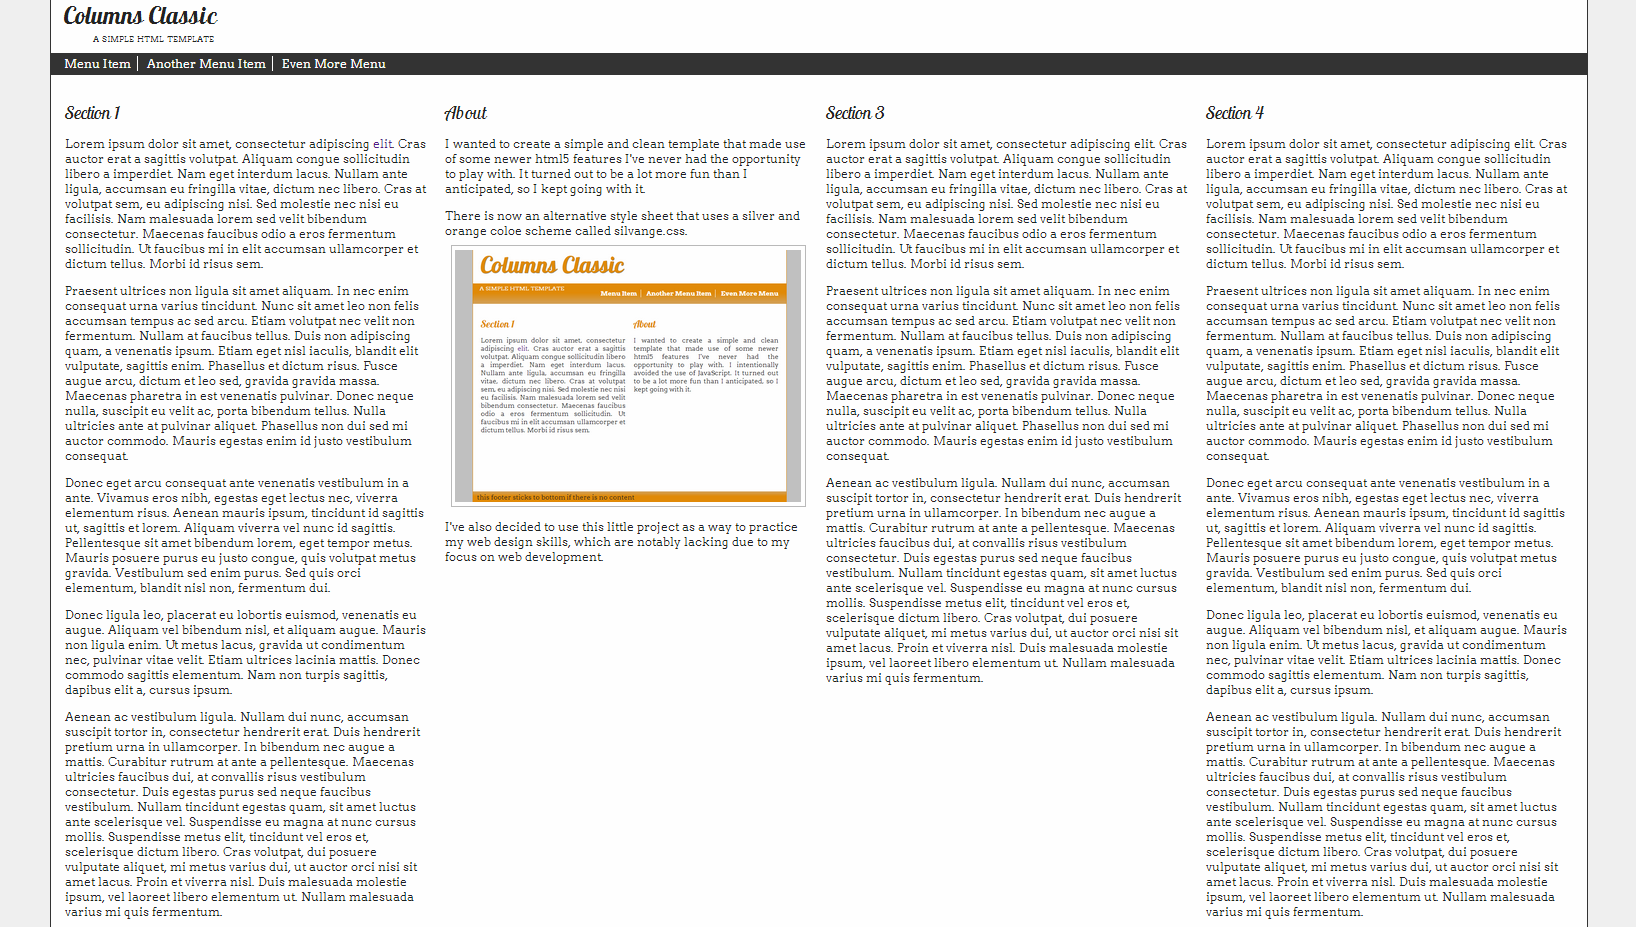 Columns Classic
A SIMPLE HTML TEMPLATE
Menu Item
Another Menu Item
Even More Menu
Section 1
Lorem ipsum dolor sit amet, consectetur adipiscing elit. Cras
auctor erat a sagittis volutpat. Aliquam congue sollicitudin
libero a imperdiet. Nam eget interdum lacus. Nullam ante
ligula, accumsan eu fringilla vitae, dictum nec libero. Cras at
volutpat sem, eu adipiscing nisi. Sed molestie nec nisi eu
facilisis. Nam malesuada lorem sed velit bibendum
consectetur. Maecenas faucibus odio a eros fermentum
sollicitudin. Ut faucibus mi in elit accumsan ullamcorper et
dictum tellus. Morbi id risus sem.
Praesent ultrices non ligula sit amet aliquam. In nec enim
consequat urna varius tincidunt. Nunc sit amet leo non felis
accumsan tempus ac sed arcu. Etiam volutpat nec velit non
fermentum. Nullam at faucibus tellus. Duis non adipiscing
quam, a venenatis ipsum. Etiam eget nisl iaculis, blandit elit
vulputate, sagittis enim. Phasellus et dictum risus. Fusce
augue arcu, dictum et leo sed, gravida gravida massa.
Maecenas pharetra in est venenatis pulvinar. Donec neque
nulla, suscipit eu velit ac, porta bibendum tellus. Nulla
ultricies ante at pulvinar aliquet. Phasellus non dui sed mi
auctor commodo. Mauris egestas enim id justo vestibulum
consequat.
Donec eget arcu consequat ante venenatis vestibulum in a
ante. Vivamus eros nibh, egestas eget lectus nec, viverra
elementum risus. Aenean mauris ipsum, tincidunt id sagittis
ut, sagittis et lorem. Aliquam viverra vel nunc id sagittis.
Pellentesque sit amet bibendum lorem, eget tempor metus.
Mauris posuere purus eu justo congue, quis volutpat metus
gravida. Vestibulum sed enim purus. Sed quis orci
elementum, blandit nisl non, fermentum dui.
Donec ligula leo, placerat eu lobortis euismod, venenatis eu
augue. Aliquam vel bibendum nisl, et aliquam augue. Mauris
non ligula enim. Ut metus lacus, gravida ut condimentum
nec, pulvinar vitae velit. Etiam ultrices lacinia mattis. Donec
commodo sagittis elementum. Nam non turpis sagittis,
dapibus elit a, cursus ipsum.
Aenean ac vestibulum ligula. Nullam dui nunc, accumsan
suscipit tortor in, consectetur hendrerit erat. Duis hendrerit
pretium urna in ullamcorper. In bibendum nec augue a
mattis. Curabitur rutrum at ante a pellentesque. Maecenas
ultricies faucibus dui, at convallis risus vestibulum
consectetur. Duis egestas purus sed neque faucibus
vestibulum. Nullam tincidunt egestas quam, sit amet luctus
ante scelerisque vel. Suspendisse eu magna at nunc cursus
mollis. Suspendisse metus elit, tincidunt vel eros et,
scelerisque dictum libero. Cras volutpat, dui posuere
vulputate aliquet, mi metus varius dui, ut auctor orci nisi sit
amet lacus. Proin et viverra nisl. Duis malesuada molestie
ipsum, vel laoreet libero elementum ut. Nullam malesuada
varius mi quis fermentum.
About
I wanted to create a simple and clean template that made use
of some newer html5 features I've never had the opportunity
to play with. It turned out to be a lot more fun than I
anticipated, so I kept going with it.
There is now an alternative style sheet that uses a silver and
orange coloe scheme called silvange.css.
Columns Classic
A SIMPLE HTML TEMPLATE
Menu Item
Another Menu Item
Even More Menu
Section 1
Lorem ipsum dolor sit amet, consectetur
adipiscing elit. Cras auctor erat a sagittis
volutpat. Aliquam congue sollicitudin libero
a imperdiet. Nam eget interdum lacus.
Nullam ante ligula, accumsan eu fringilla
vitae, dictum nec libero. Cras at volutpat
sem, eu adipiscing nisi. Sed molestie nec nisi
eu facilisis. Nam malesuada lorem sed velit
bibendum consectetur. Maecenas faucibus
odio a eros fermentum sollicitudin. Ut
faucibus mi in elit accumsan ullamcorper et
dictum tellus. Morbi id risus sem.
About
I wanted to create a simple and clean
template that made use of some newer
html5 features I've never had the
opportunity to play with. I intentionally
avoided the use of JavaScript. It turned out
to be a lot more fun than I anticipated, so I
kept going with it.
this footer sticks to bottom if there is no content
I've also decided to use this little project as a way to practice
my web design skills, which are notably lacking due to my
focus on web development.
Section 3
Lorem ipsum dolor sit amet, consectetur adipiscing elit. Cras
auctor erat a sagittis volutpat. Aliquam congue sollicitudin
libero a imperdiet. Nam eget interdum lacus. Nullam ante
ligula, accumsan eu fringilla vitae, dictum nec libero. Cras at
volutpat sem, eu adipiscing nisi. Sed molestie nec nisi eu
facilisis. Nam malesuada lorem sed velit bibendum
consectetur. Maecenas faucibus odio a eros fermentum
sollicitudin. Ut faucibus mi in elit accumsan ullamcorper et
dictum tellus. Morbi id risus sem.
Praesent ultrices non ligula sit amet aliquam. In nec enim
consequat urna varius tincidunt. Nunc sit amet leo non felis
accumsan tempus ac sed arcu. Etiam volutpat nec velit non
fermentum. Nullam at faucibus tellus. Duis non adipiscing
quam, a venenatis ipsum. Etiam eget nisl iaculis, blandit elit
vulputate, sagittis enim. Phasellus et dictum risus. Fusce
augue arcu, dictum et leo sed, gravida gravida massa.
Maecenas pharetra in est venenatis pulvinar. Donec neque
nulla, suscipit eu velit ac, porta bibendum tellus. Nulla
ultricies ante at pulvinar aliquet. Phasellus non dui sed mi
auctor commodo. Mauris egestas enim id justo vestibulum
consequat.
Aenean ac vestibulum ligula. Nullam dui nunc, accumsan
suscipit tortor in, consectetur hendrerit erat. Duis hendrerit
pretium urna in ullamcorper. In bibendum nec augue a
mattis. Curabitur rutrum at ante a pellentesque. Maecenas
ultricies faucibus dui, at convallis risus vestibulum
consectetur. Duis egestas purus sed neque faucibus
vestibulum. Nullam tincidunt egestas quam, sit amet luctus
ante scelerisque vel. Suspendisse eu magna at nunc cursus
mollis. Suspendisse metus elit, tincidunt vel eros et,
scelerisque dictum libero. Cras volutpat, dui posuere
vulputate aliquet, mi metus varius dui, ut auctor orci nisi sit
amet lacus. Proin et viverra nisl. Duis malesuada molestie
ipsum, vel laoreet libero elementum ut. Nullam malesuada
varius mi quis fermentum.
Section 4
Lorem ipsum dolor sit amet, consectetur adipiscing elit. Cras
auctor erat a sagittis volutpat. Aliquam congue sollicitudin
libero a imperdiet. Nam eget interdum lacus. Nullam ante
ligula, accumsan eu fringilla vitae, dictum nec libero. Cras at
volutpat sem, eu adipiscing nisi. Sed molestie nec nisi eu
facilisis. Nam malesuada lorem sed velit bibendum
consectetur. Maecenas faucibus odio a eros fermentum
sollicitudin. Ut faucibus mi in elit accumsan ullamcorper et
dictum tellus. Morbi id risus sem.
Praesent ultrices non ligula sit amet aliquam. In nec enim
consequat urna varius tincidunt. Nunc sit amet leo non felis
accumsan tempus ac sed arcu. Etiam volutpat nec velit non
fermentum. Nullam at faucibus tellus. Duis non adipiscing
quam, a venenatis ipsum. Etiam eget nisl iaculis, blandit elit
vulputate, sagittis enim. Phasellus et dictum risus. Fusce
augue arcu, dictum et leo sed, gravida gravida massa.
Maecenas pharetra in est venenatis pulvinar. Donec neque
nulla, suscipit eu velit ac, porta bibendum tellus. Nulla
ultricies ante at pulvinar aliquet. Phasellus non dui sed mi
auctor commodo. Mauris egestas enim id justo vestibulum
consequat.
Donec eget arcu consequat ante venenatis vestibulum in a
ante. Vivamus eros nibh, egestas eget lectus nec, viverra
elementum risus. Aenean mauris ipsum, tincidunt id sagittis
ut, sagittis et lorem. Aliquam viverra vel nunc id sagittis.
Pellentesque sit amet bibendum lorem, eget tempor metus.
Mauris posuere purus eu justo congue, quis volutpat metus
gravida. Vestibulum sed enim purus. Sed quis orci
elementum, blandit nisl non, fermentum dui.
Donec ligula leo, placerat eu lobortis euismod, venenatis eu
augue. Aliquam vel bibendum nisl, et aliquam augue. Mauris
non ligula enim. Ut metus lacus, gravida ut condimentum
nec, pulvinar vitae velit. Etiam ultrices lacinia mattis. Donec
commodo sagittis elementum. Nam non turpis sagittis,
dapibus elit a, cursus ipsum.
Aenean ac vestibulum ligula. Nullam dui nunc, accumsan
suscipit tortor in, consectetur hendrerit erat. Duis hendrerit
pretium urna in ullamcorper. In bibendum nec augue a
mattis. Curabitur rutrum at ante a pellentesque. Maecenas
ultricies faucibus dui, at convallis risus vestibulum
consectetur. Duis egestas purus sed neque faucibus
vestibulum. Nullam tincidunt egestas quam, sit amet luctus
ante scelerisque vel. Suspendisse eu magna at nunc cursus
mollis. Suspendisse metus elit, tincidunt vel eros et,
scelerisque dictum libero. Cras volutpat, dui posuere
vulputate aliquet, mi metus varius dui, ut auctor orci nisi sit
amet lacus. Proin et viverra nisl. Duis malesuada molestie
ipsum, vel laoreet libero elementum ut. Nullam malesuada
varius mi quis fermentum.